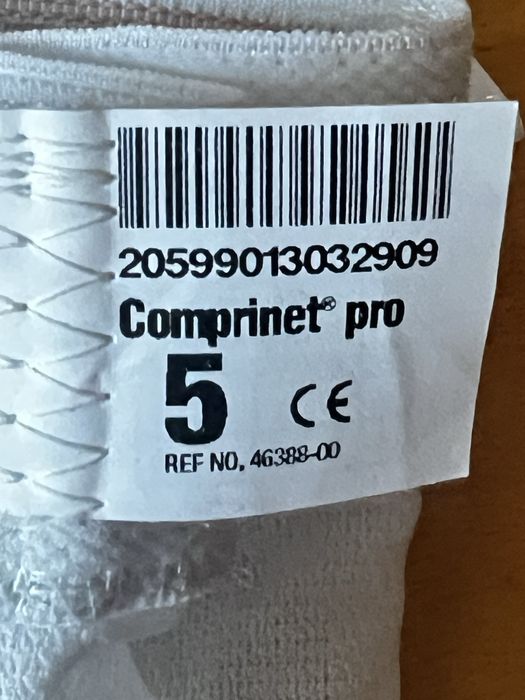 20599013032909
Comprinet® pro
5 CE
REF NO. 46388-00